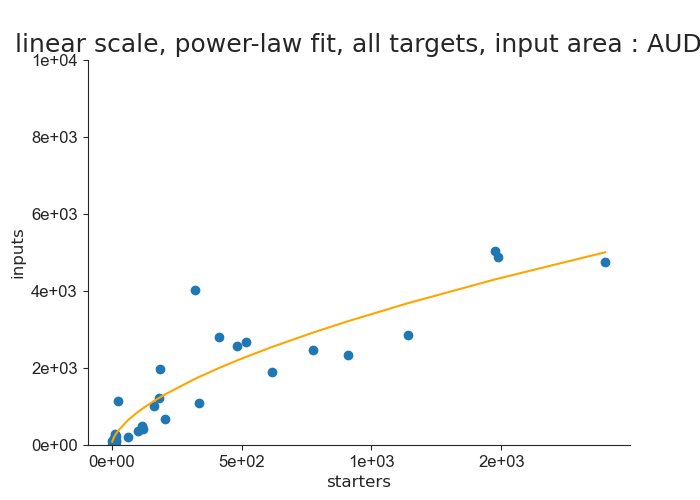 linear scale, power-law fit, all targets, input area : AUD
1e+04
8e+03
6e+03
4e+03
2e+03
0e+00
inputs
0e+00 5e+02 1e+03 2e+03
starters